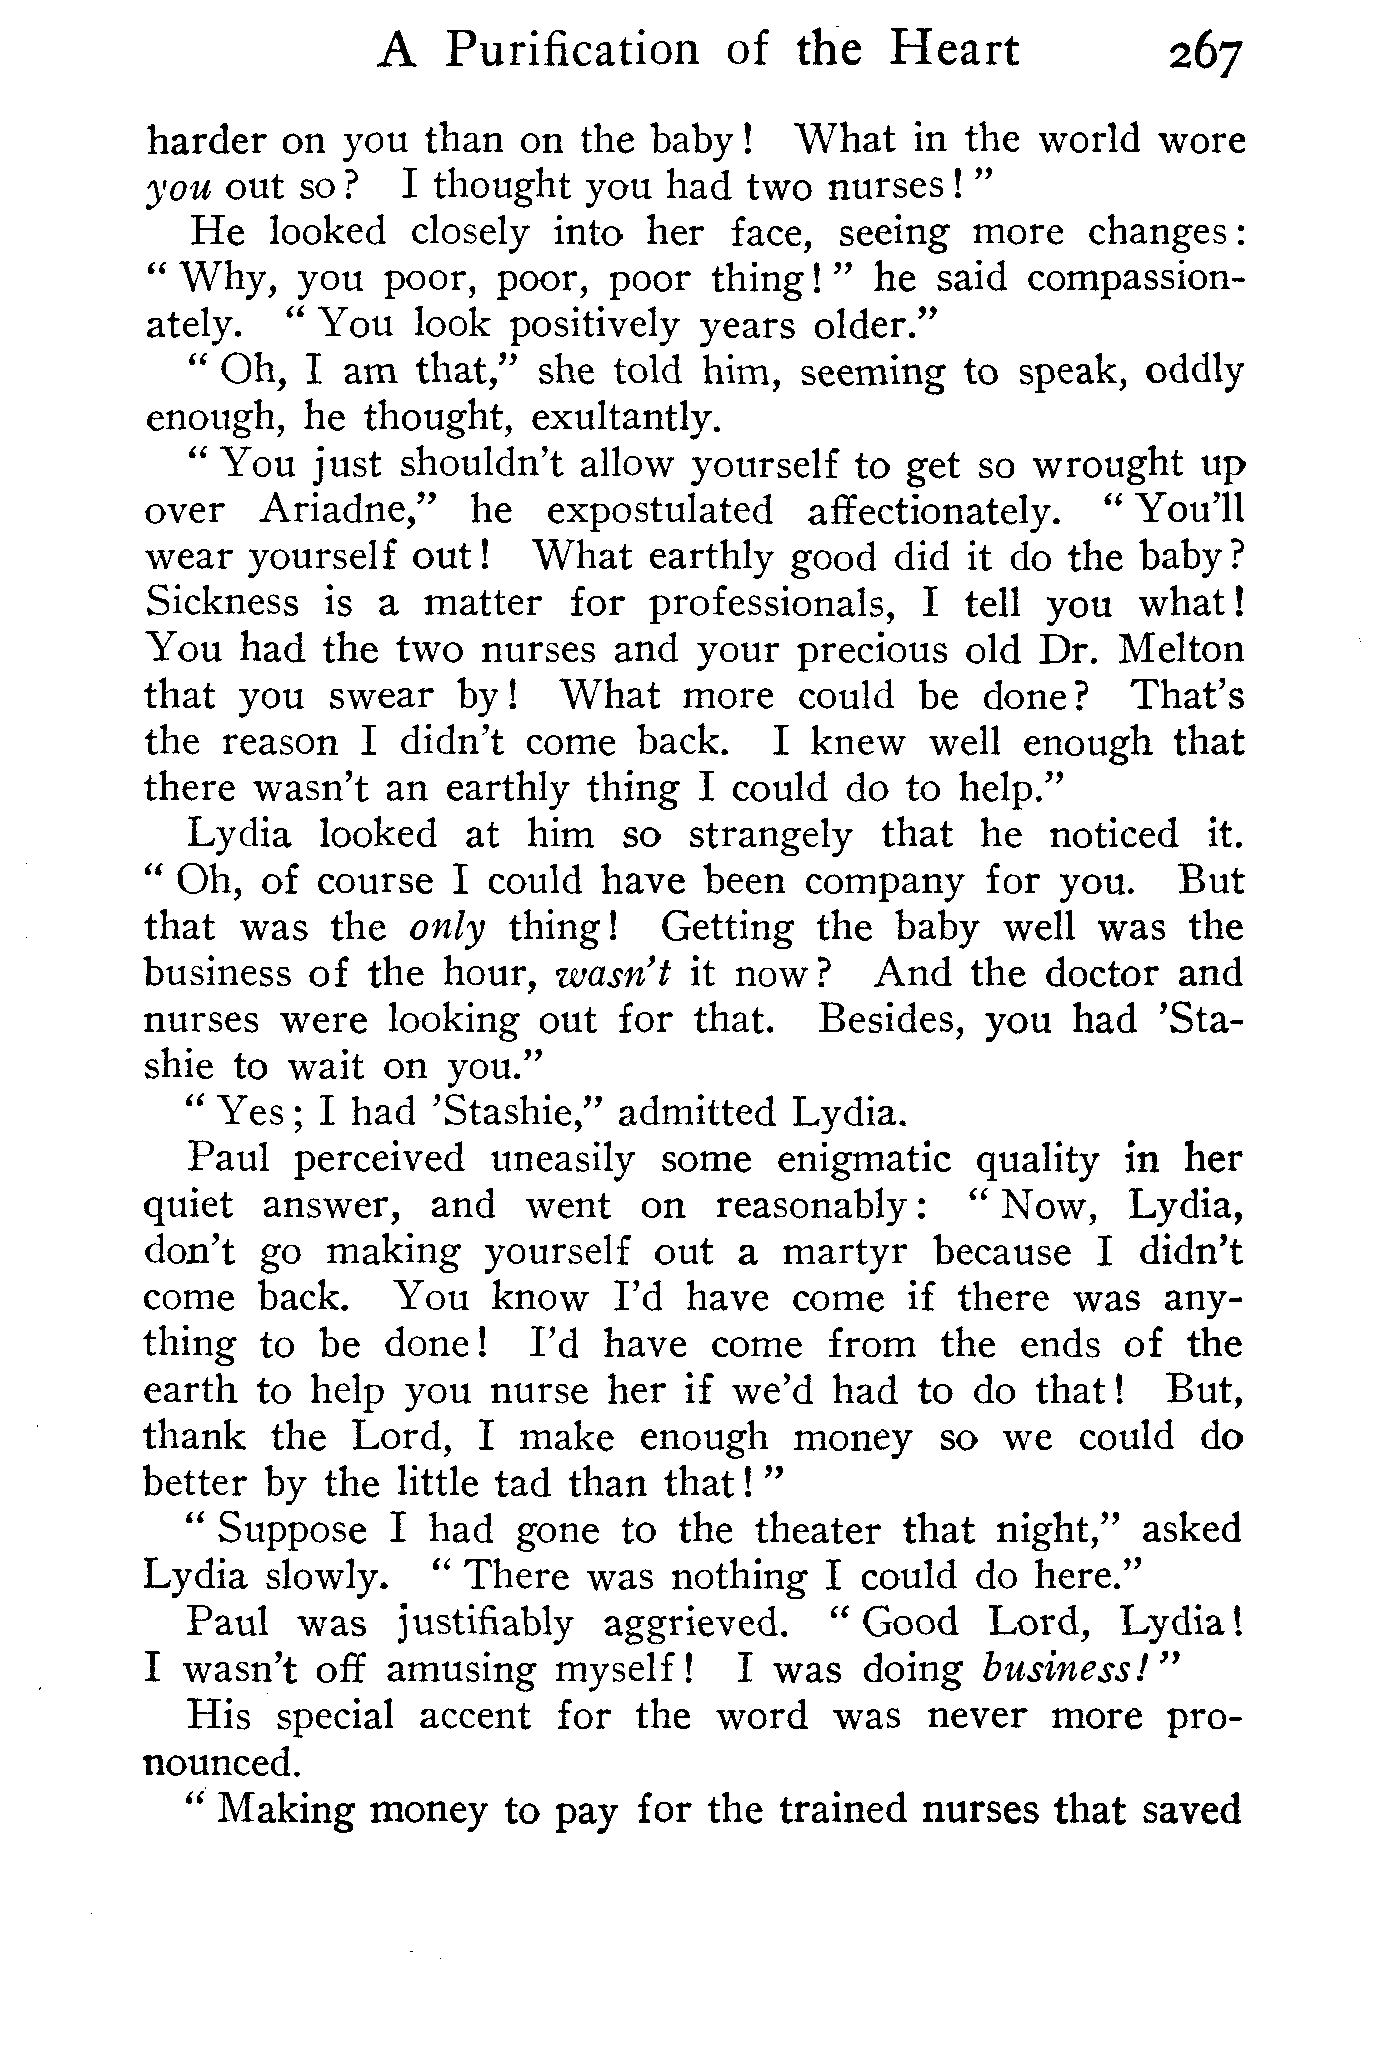 A Purification of the Heart 267
harder on you than on the baby! What in the world wore
you out so? I thought you had two nurses!"
He looked closely into her face, seeing more changes:
"Why, you poor, poor, poor thing!" he said compassion-
ately. "You look positively years older."
"Oh, I am that," she told him, seeming to speak, oddly
enough, he thought, exultantly.
"You just shouldn't allow yourself to get so wrought up
over Ariadne," he expostulated affectionately. "You'll
wear yourself out! What earthly good did it do the baby?
Sickness is a matter for professionals, I tell you what!
You had the two nurses and your precious old Dr. Melton
that you swear by! What more could be done? That's
the reason I didn't come back. I knew well enough that
there wasn't an earthly thing I could do to help."
Lydia looked at him so strangely that he noticed it.
"Oh, of course I could have been company for you. But
that was the only thing! Getting the baby well was the
business of the hour, wasn't it now? And the doctor and
nurses were looking out for that. Besides, you had 'Sta-
shie to wait on you."
"Yes; I had 'Stashie," admitted Lydia.
Paul perceived uneasily some enigmatic quality in her
quiet answer, and went on reasonably: "Now, Lydia,
don't go making yourself out a martyr because I didn't
come back. You know I'd have come if there was any-
thing to be done! I'd have come from the ends of the
earth to help you nurse her if we'd had to do that! But,
thank the Lord, I make enough money so we could do
better by the little tad than that!"
"Suppose I had gone to the theater that night," asked
Lydia slowly. "There was nothing I could do here."
Paul was justifiably aggrieved. "Good Lord, Lydia!
I wasn't off amusing myself! I was doing business!"
His special accent for the word was never more pro-
nounced.
"Making money to pay for the trained nurses that saved